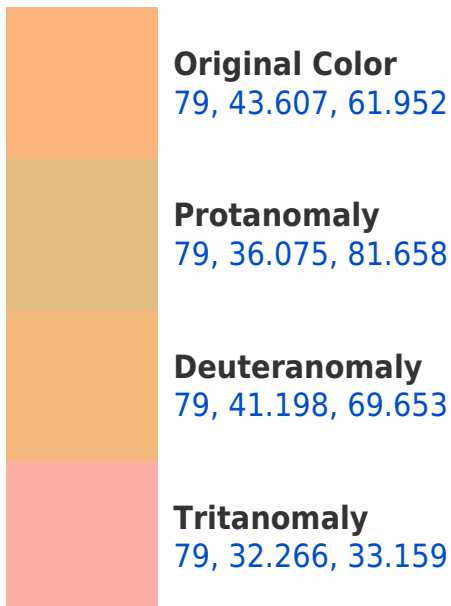 Original Color
79, 43.607, 61.952
Protanomaly
79, 36.075, 81.658
Deuteranomaly
79, 41.198, 69.653
Tritanomaly
79, 32.266, 33.159